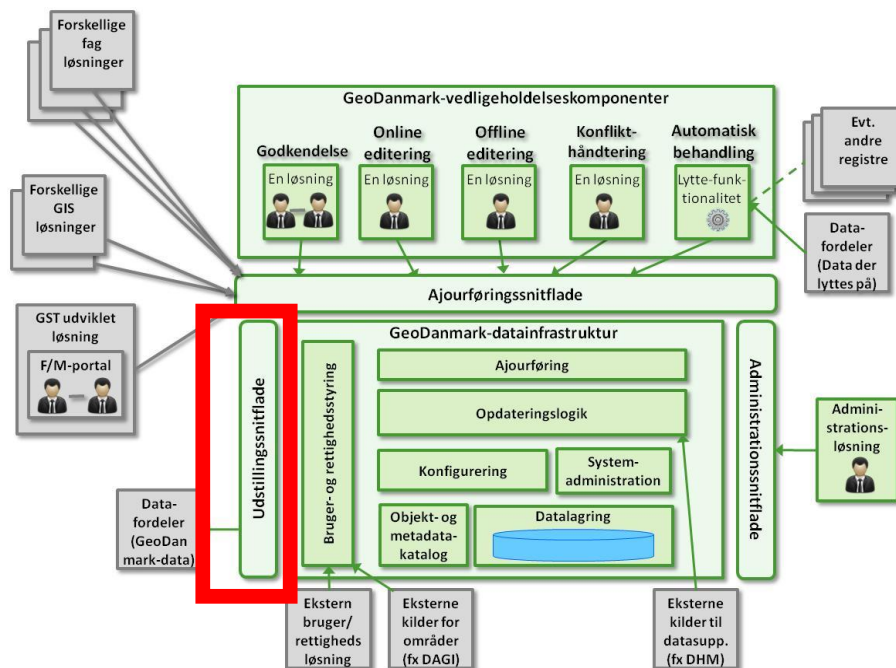 Forskellige
fag
løsninger
GeoDanmark-vedligeholdelseskomponenter
Godkendelse
Online
editering
Offline
editering
Konflikt-
håndtering
Automatisk
behandling
En løsning
En løsning
En løsning
En løsning
Lytte-funk-
tionalitet
Evt.
andre
registre
Forskellige
GIS
løsninger
Data-
fordeler
(Data der
lyttes på)
Ajourføringssnitflade
GST udviklet
løsning
F/M-portal
Udstillingssnitflade
GeoDanmark-datainfrastruktur
Bruger- og rettighedsstyring
Ajourføring
Opdateringslogik
Konfigurering
System-
administration
Objekt- og
metadata-
katalog
Datalagring
Administrationssnitflade
Admini-
strations-
løsning
Data-
fordeler
(GeoDan
mark-data)
Ekstern
bruger/
rettigheds
løsning
Eksterne
kilder for
områder
(fx DAGI)
Eksterne
kilder til
datasupp.
(fx DHM)